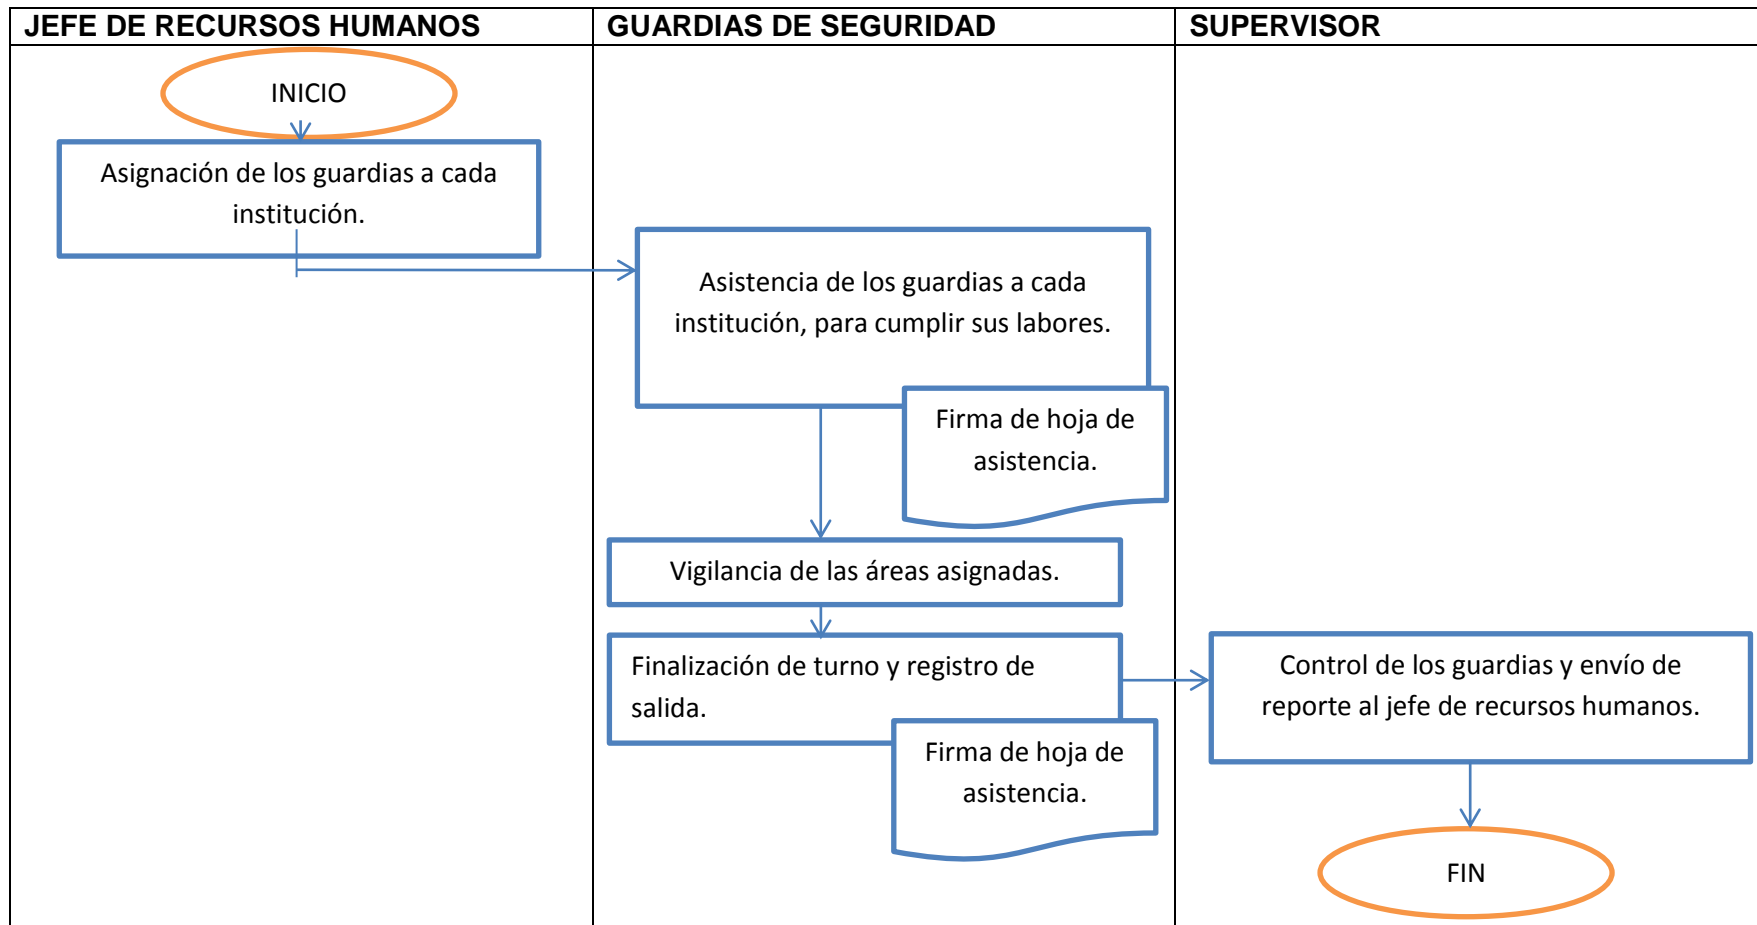 JEFE DE RECURSOS HUMANOS
GUARDIAS DE SEGURIDAD
SUPERVISOR
INICIO
Asignación de los guardias a cada
institución.
Asistencia de los guardias a cada
institución, para cumplir sus labores.
Firma de hoja de
asistencia.
Vigilancia de las áreas asignadas.
Finalización de turno y registro de
salida.
Firma de hoja de
asistencia.
Control de los guardias y envío de
reporte al jefe de recursos humanos.
FIN